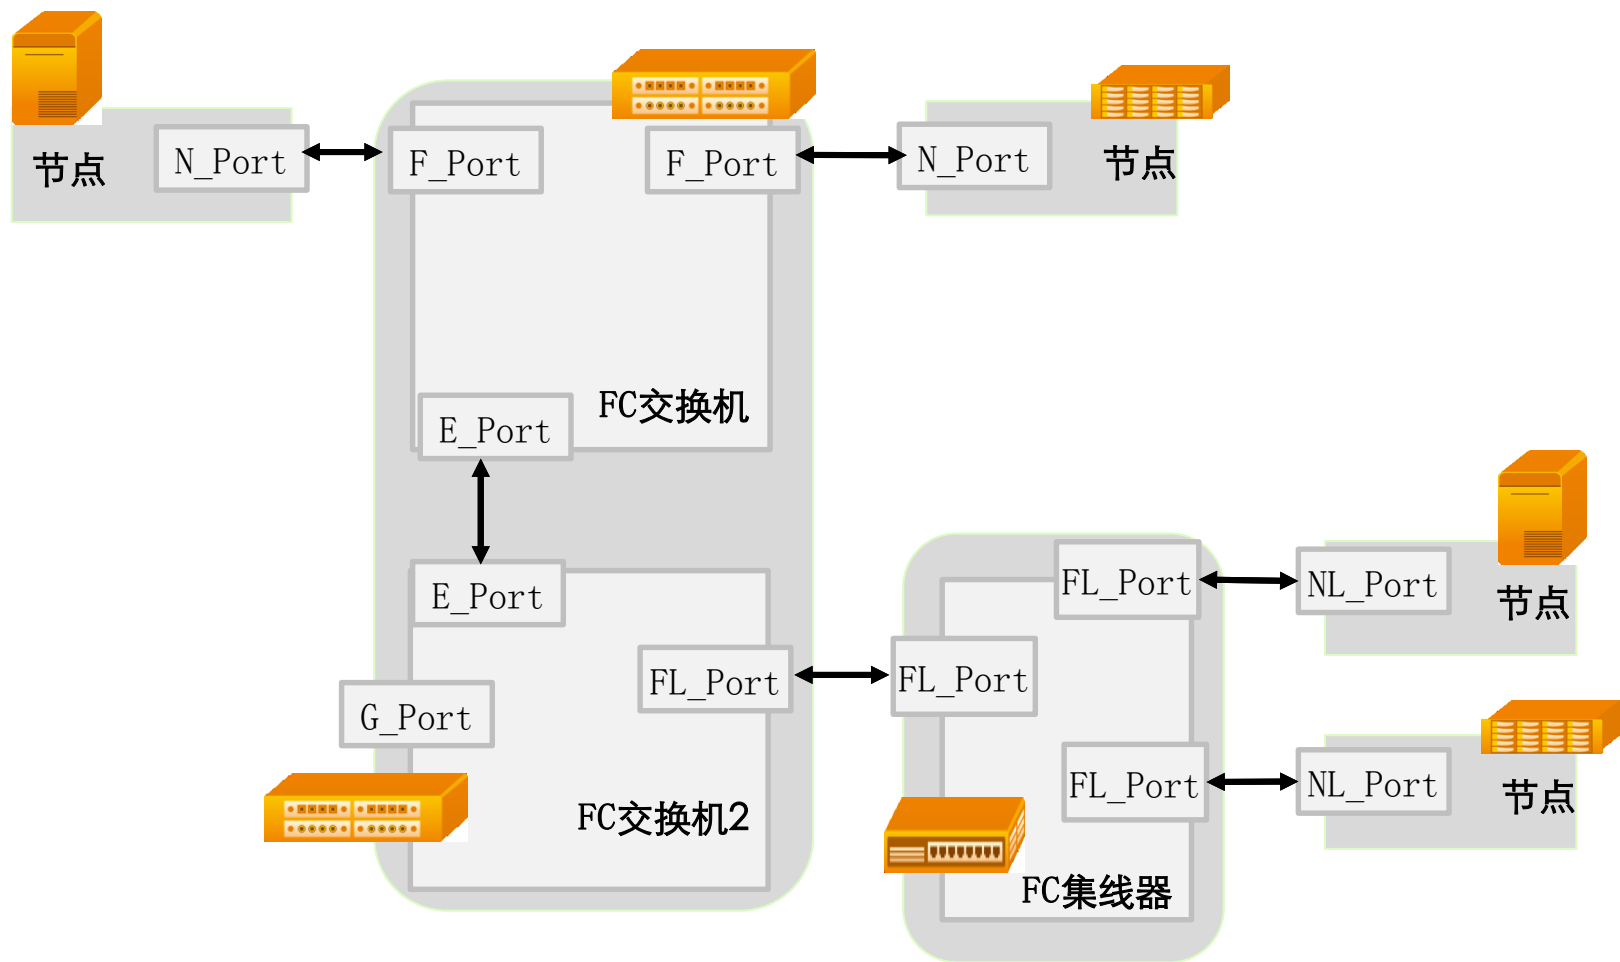 节点
N_Port
F_Port
F_Port
N_Port
节点
FC交换机
E_Port
E_Port
FL_Port
G_Port
FC交换机2
FL_Port
FL_Port
FL_Port
FC集线器
NL_Port
节点
NL_Port
节点